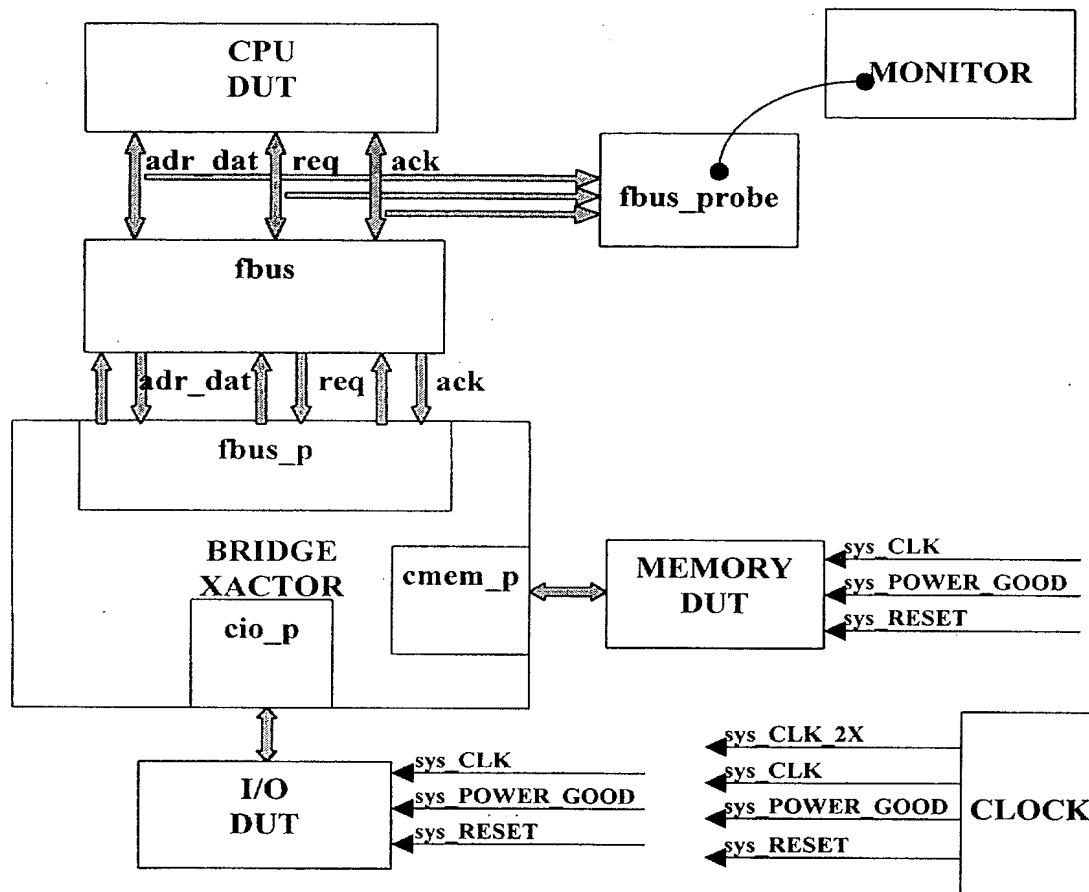 CPU
DUT
MONITOR
adr_dat
req
ack
fbus_probe
fbus
adr_dat
req
ack
fbus_p
BRIDGE
XACTOR
cmem_p
cio_p
MEMORY
DUT
sys_CLK
sys_POWER_GOOD
sys_RESET
I/O
DUT
sys_CLK
sys_POWER_GOOD
sys_RESET
sys_CLK_2X
sys_CLK
sys_POWER_GOOD
sys_RESET
CLOCK